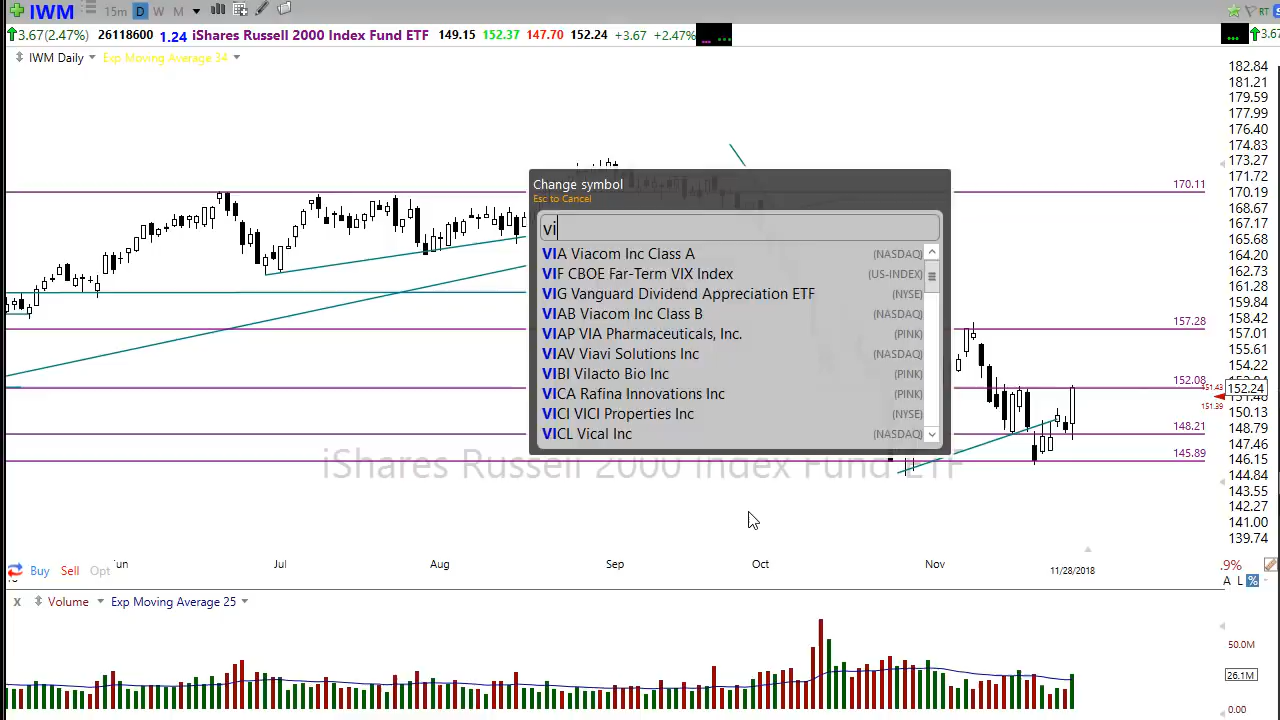 IWM 15m D W M RT
3.67(2.47%) 26118600 1.24 iShares Russell 2000 Index Fund ETF 149.15 152.37 147.70 152.24 +3.67 +2.47% ... 3.67
IWM Daily Exp Moving Average 34
182.84
181.21
179.59
177.99
176.40
174.83
173.27
171.72
170.11
170.19
168.67
167.17
165.68
164.20
162.73
161.28
159.84
158.42
157.28
157.01
155.61
154.22
152.08
151.43
152.24
151.39
150.13
148.79
148.21
147.46
146.15
145.89
144.84
143.55
142.27
141.00
139.74
Change symbol
Esc to Cancel
vi
VIA Viacom Inc Class A (NASDAQ)
VIF CBOE Far-Term VIX Index (US-INDEX)
VIG Vanguard Dividend Appreciation ETF (NYSE)
VIAB Viacom Inc Class B (NASDAQ)
VIAP VIA Pharmaceuticals, Inc. (PINK)
VIAV Viavi Solutions Inc (NASDAQ)
VIBI Vilacto Bio Inc (PINK)
VICA Rafina Innovations Inc (PINK)
VICI VICI Properties Inc (NYSE)
VICL Vical Inc (NASDAQ)
iShares Russell 2000 Index Fund ETF
Buy Sell Opt Jul Aug Sep Oct Nov 11/28/2018 .9%
A L %
X Volume Exp Moving Average 25
50.0M
26.1M
0.00